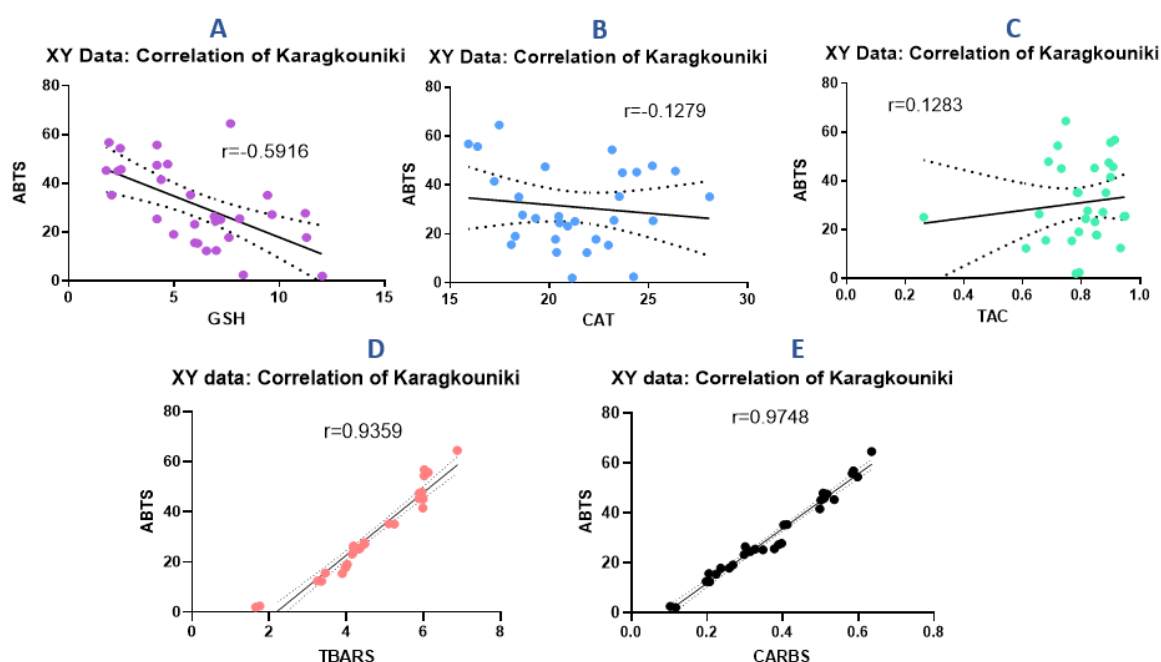 A
XY Data: Correlation of Karagkouniki
80
60
40
20
0
ABTS
r=-0.5916
0
5
10
15
GSH
B
XY Data: Correlation of Karagkouniki
80
60
40
20
0
ABTS
r=-0.1279
15
20
25
30
CAT
C
XY Data: Correlation of Karagkouniki
80
60
40
20
0
ABTS
r=0.1283
0.0
0.2
0.4
0.6
0.8
1.0
TAC
D
XY data: Correlation of Karagkouniki
80
60
40
20
0
ABTS
r=0.9359
0
2
4
6
8
TBARS
E
XY data: Correlation of Karagkouniki
80
60
40
20
0
ABTS
r=0.9748
0.0
0.2
0.4
0.6
0.8
CARBS